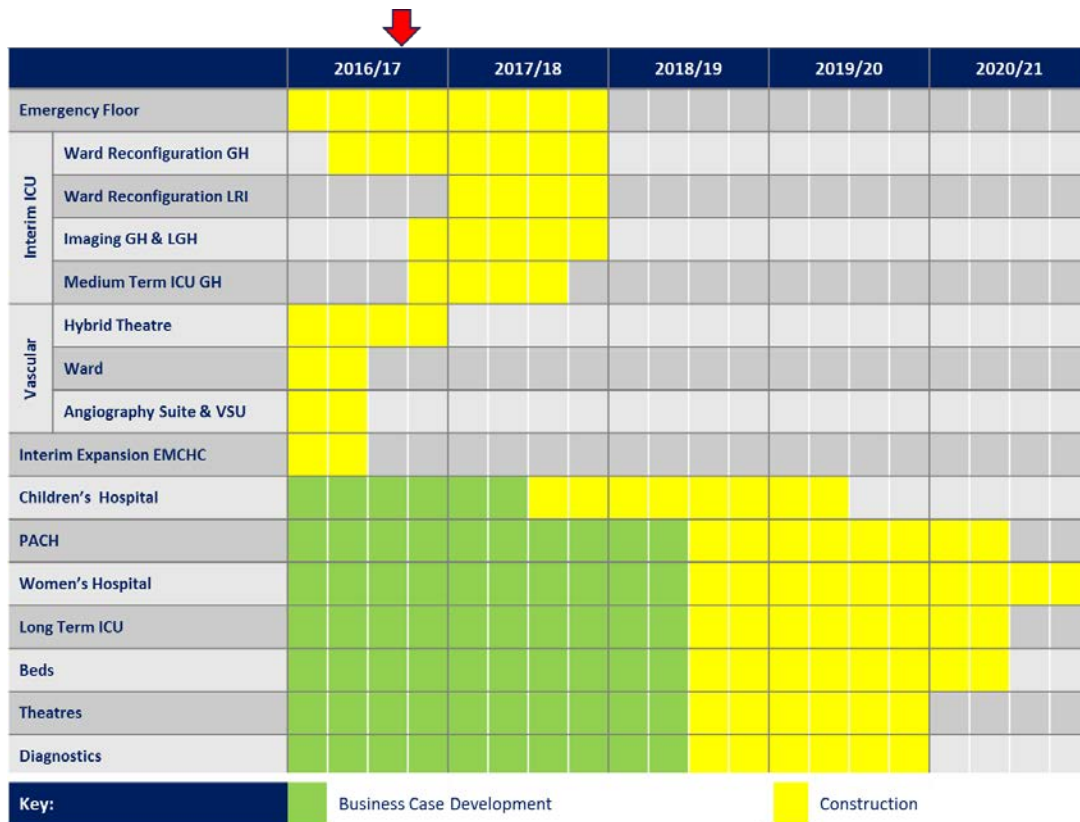 2016/17 2017/18 2018/19 2019/20 2020/21
Emergency Floor
Interim ICU
Ward Reconfiguration GH
Ward Reconfiguration LRI
Imaging GH & LGH
Medium Term ICU GH
Vascular
Hybrid Theatre
Ward
Angiography Suite & VSU
Interim Expansion EMCHC
Children's Hospital
PACH
Women's Hospital
Long Term ICU
Beds
Theatres
Diagnostics
Key: Business Case Development Construction